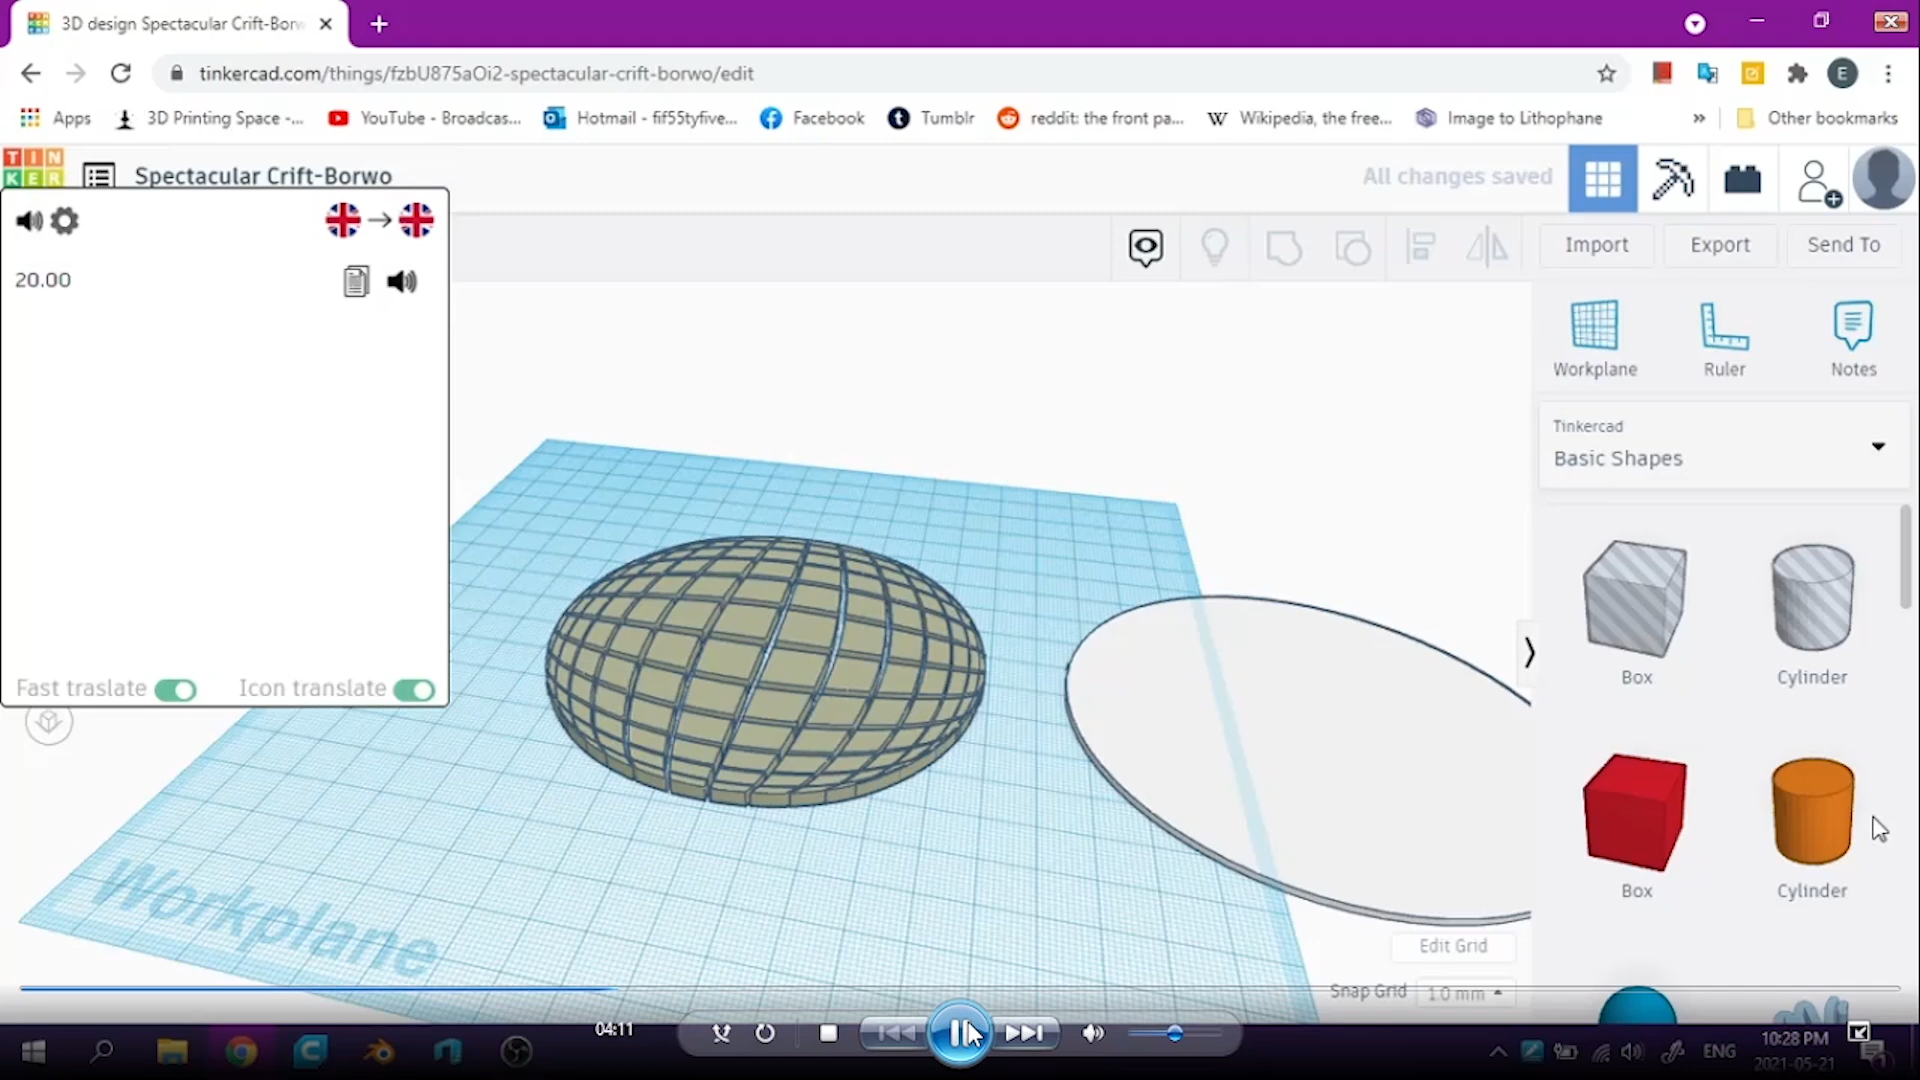 3D design Spectacular Crift-Borw
tinkercad.com/things/fzbU875aOi2-spectacular-crift-borwo/edit
Apps 3D Printing Space -... YouTube - Broadcas... Hotmail - fif55tyfive... Facebook Tumblr reddit: the front pa... Wikipedia, the free... Image to Lithophane » Other bookmarks
E
TIN
KER
Spectacular Crift-Borwo
All changes saved
20.00
Import Export Send To
Workplane Ruler Notes
Tinkercad
Basic Shapes
Box Cylinder
Fast traslate Icon translate
Box Cylinder
Workplane
Edit Grid
Snap Grid 1.0 mm
04:11
ENG
10:28 PM
2021-05-21